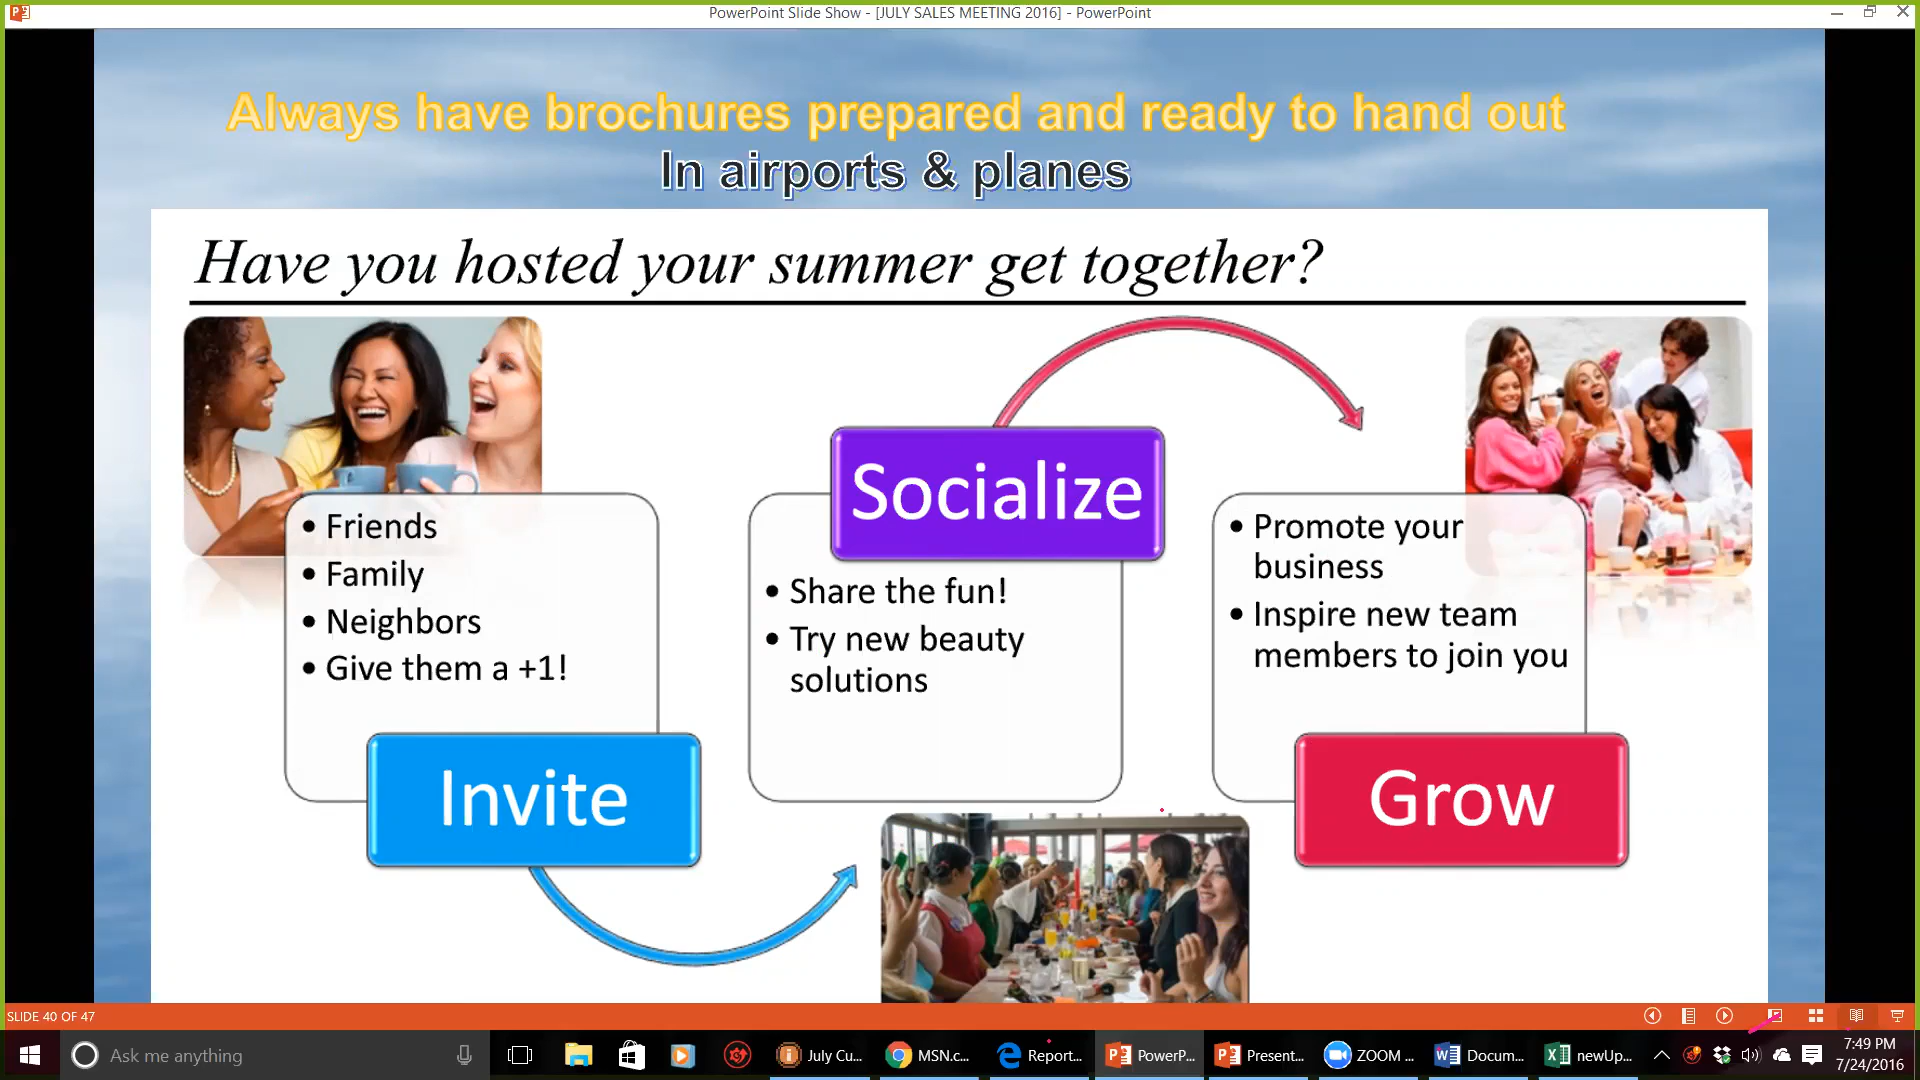 PowerPoint Slide Show - [JULY SALES MEETING 2016] - PowerPoint
Always have brochures prepared and ready to hand out
In airports & planes
Have you hosted your summer get together?
• Friends
• Family
• Neighbors
• Give them a +1!
Invite
Socialize
• Share the fun!
• Try new beauty
solutions
• Promote your
business
• Inspire new team
members to join you
Grow
SLIDE 40 OF 47
Ask me anything
July Cu...
MSN.c...
Report...
PowerP...
Present...
ZOOM ...
Docum...
newUp...
7:49 PM
7/24/2016